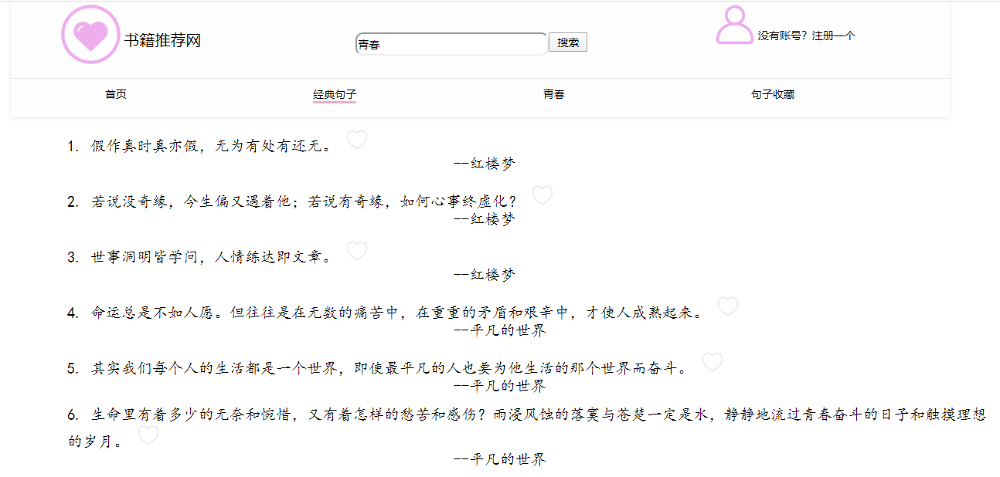 书籍推荐网
青春 搜索
没有账号？注册一个
首页 经典句子 青春 句子收藏
1. 假作真时真亦假，无为有处有还无。
--红楼梦
2. 若说没奇缘，今生偏又遇着他；若说有奇缘，如何心事终虚化？
--红楼梦
3. 世事洞明皆学问，人情练达即文章。
--红楼梦
4. 命运总是不如人愿。但往往是在无数的痛苦中，在重重的矛盾和艰辛中，才使人成熟起来。
--平凡的世界
5. 其实我们每个人的生活都是一个世界，即使最平凡的人也要为他生活的那个世界而奋斗。
--平凡的世界
6. 生命里有着多少的无奈和惋惜，又有着怎样的愁苦和感伤？雨浸风蚀的落寞与苍楚一定是水，静静地流过青春奋斗的日子和触摸理想
的岁月。
--平凡的世界